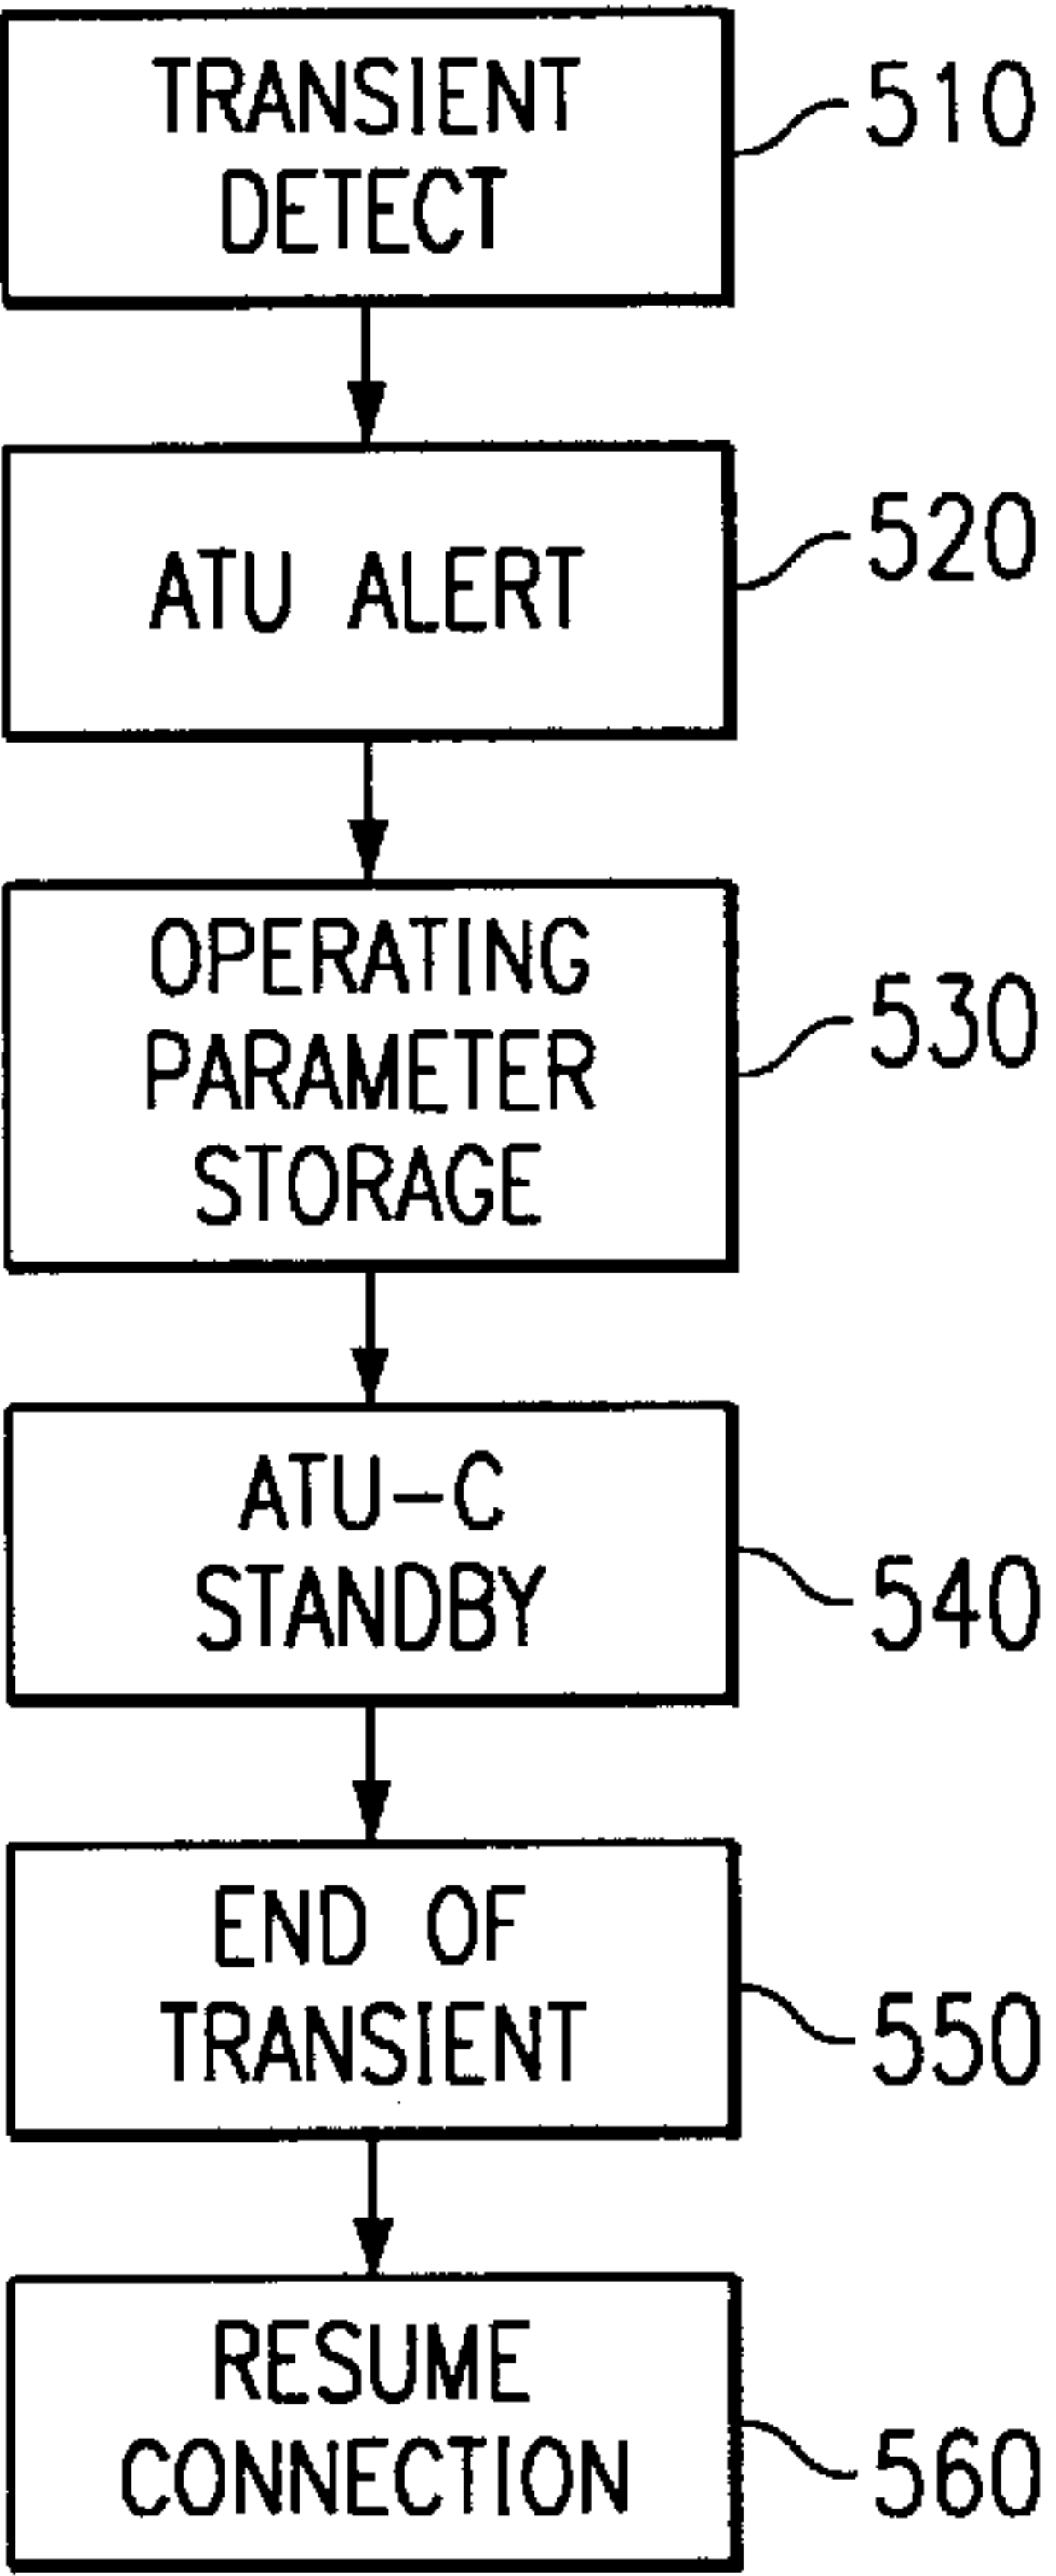 TRANSIENT
DETECT
510
ATU ALERT
520
OPERATING
PARAMETER
STORAGE
530
ATU-C
STANDBY
540
END OF
TRANSIENT
550
RESUME
CONNECTION
560